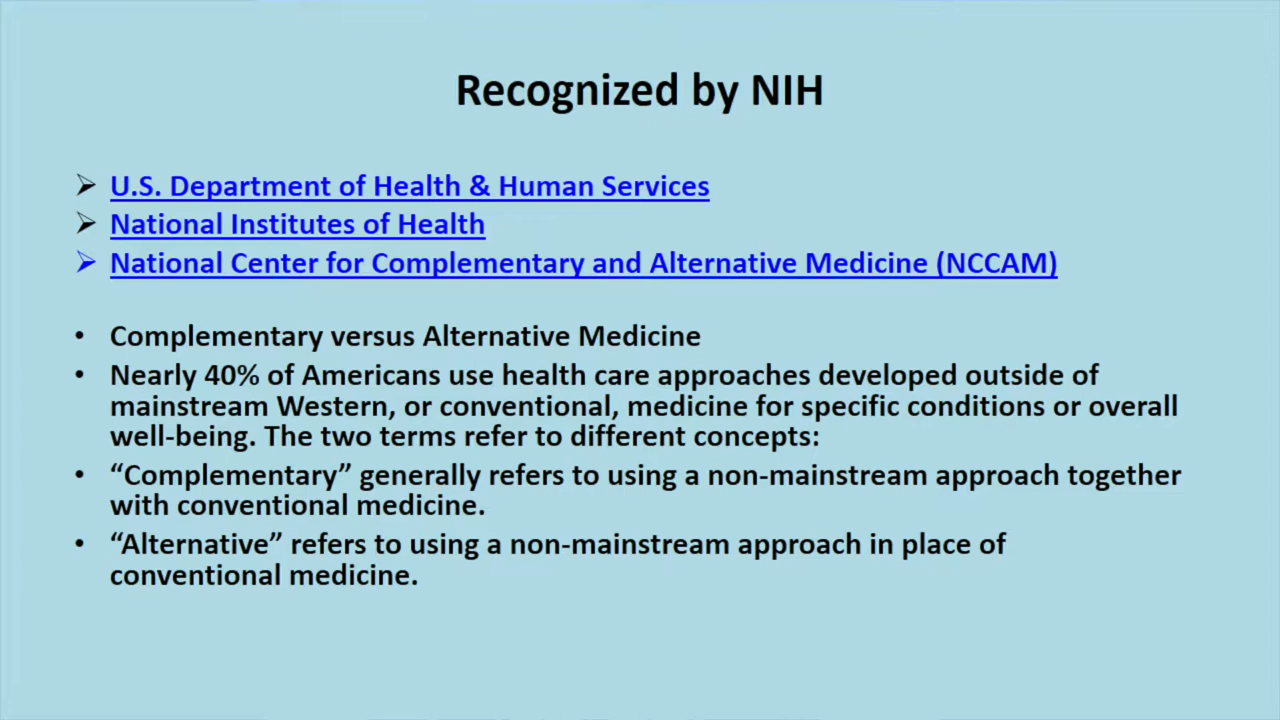 Recognized by NIH
➢ U.S. Department of Health & Human Services
➢ National Institutes of Health
➢ National Center for Complementary and Alternative Medicine (NCCAM)
• Complementary versus Alternative Medicine
• Nearly 40% of Americans use health care approaches developed outside of
mainstream Western, or conventional, medicine for specific conditions or overall
well-being. The two terms refer to different concepts:
• “Complementary” generally refers to using a non-mainstream approach together
with conventional medicine.
• “Alternative” refers to using a non-mainstream approach in place of
conventional medicine.